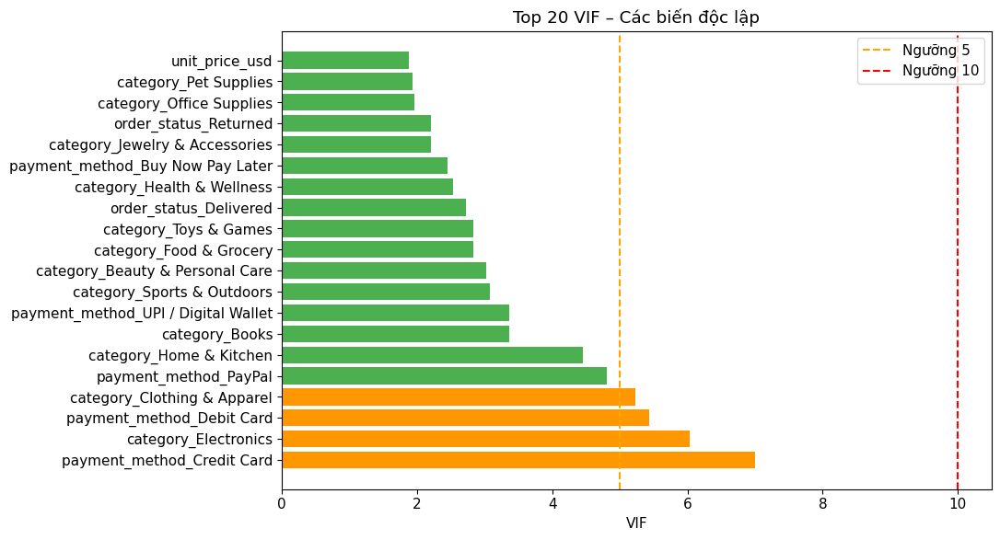 Top 20 VIF – Các biến độc lập
Ngưỡng 5
Ngưỡng 10
unit_price_usd
category_Pet Supplies
category_Office Supplies
order_status_Returned
category_Jewelry & Accessories
payment_method_Buy Now Pay Later
category_Health & Wellness
order_status_Delivered
category_Toys & Games
category_Food & Grocery
category_Beauty & Personal Care
category_Sports & Outdoors
payment_method_UPI / Digital Wallet
category_Books
category_Home & Kitchen
payment_method_PayPal
category_Clothing & Apparel
payment_method_Debit Card
category_Electronics
payment_method_Credit Card
0 2 4 6 8 10
VIF